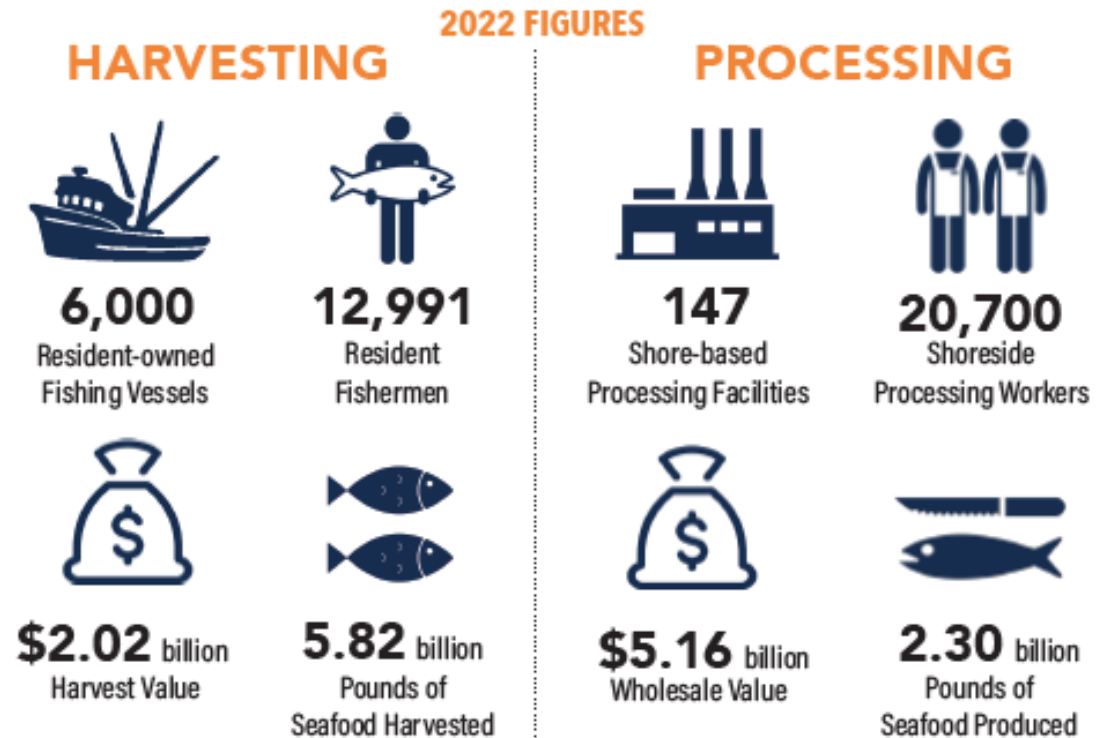 2022 FIGURES
HARVESTING
6,000
Resident-owned
Fishing Vessels
12,991
Resident
Fishermen
$2.02 billion
Harvest Value
5.82 billion
Pounds of
Seafood Harvested
PROCESSING
147
Shore-based
Processing Facilities
20,700
Shoreside
Processing Workers
$5.16 billion
Wholesale Value
2.30 billion
Pounds of
Seafood Produced